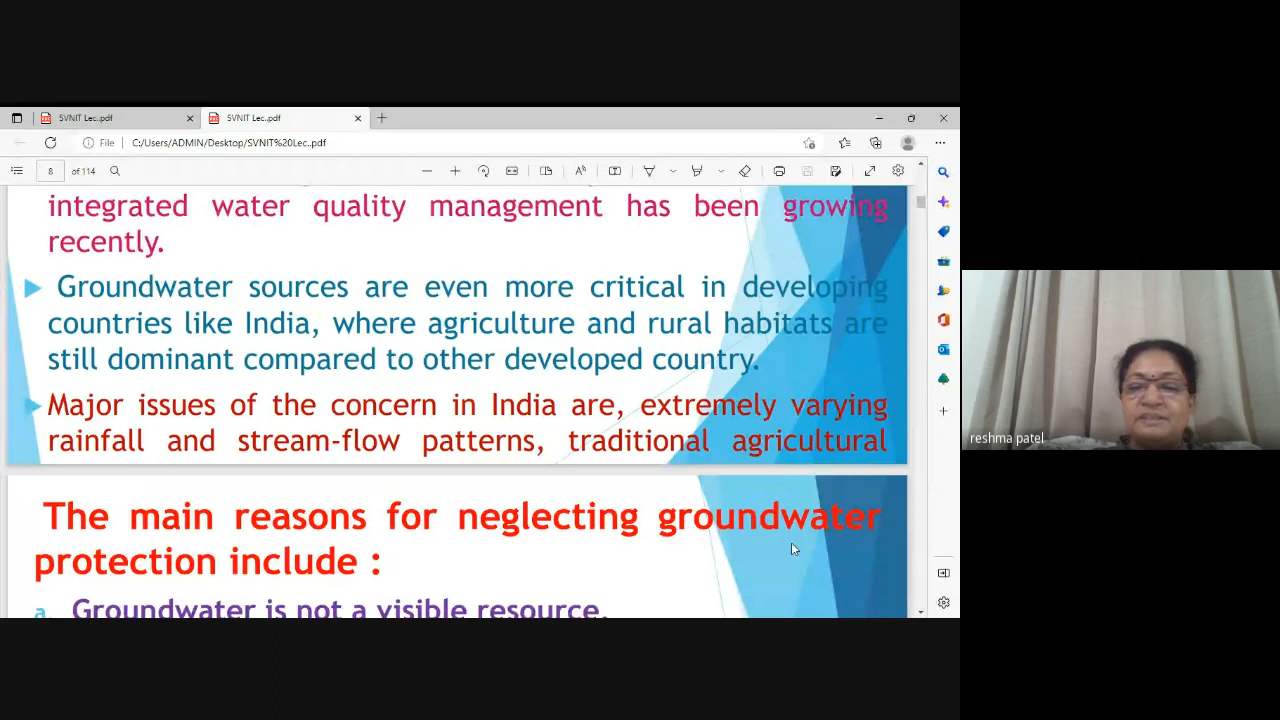 SVNIT Lec..pdf
SVNIT Lec..pdf
File
C:/Users/ADMIN/Desktop/SVNIT%20Lec..pdf
8 of 114
integrated water quality management has been growing
recently.
Groundwater sources are even more critical in developing
countries like India, where agriculture and rural habitats are
still dominant compared to other developed country.
Major issues of the concern in India are, extremely varying
rainfall and stream-flow patterns, traditional agricultural
The main reasons for neglecting groundwater
protection include :
a. Groundwater is not a visible resource.
reshma patel